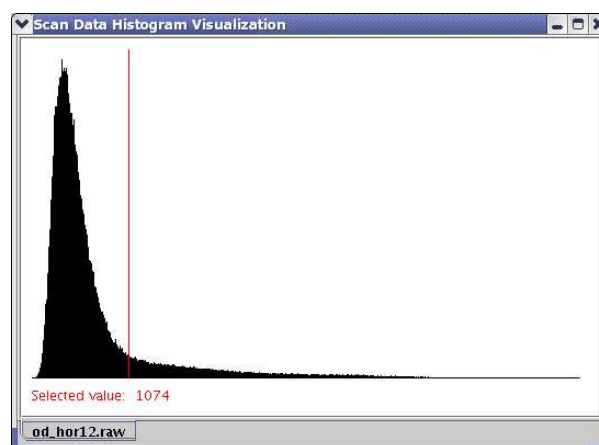 Scan Data Histogram Visualization
Selected value: 1074
od_hor12.raw